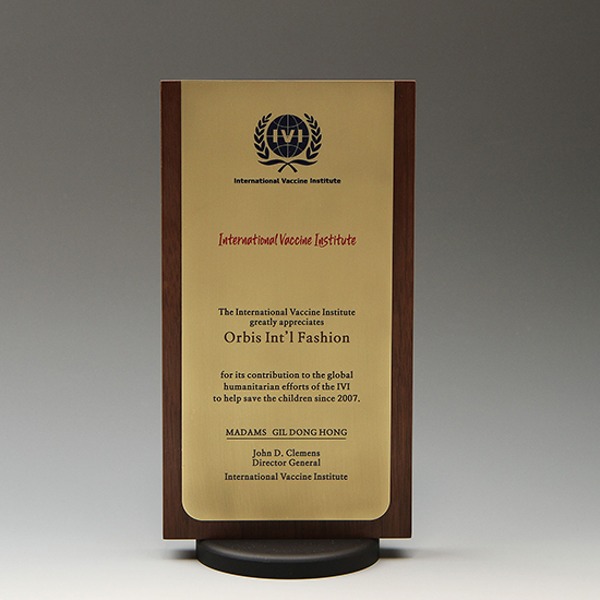 IVI
International Vaccine Institute
International Vaccine Institute
The International Vaccine Institute
greatly appreciates
Orbis Int'l Fashion
for its contribution to the global
humanitarian efforts of the IVI
to help save the children since 2007.
MADAMS GIL DONG HONG
John D. Clemens
Director General
International Vaccine Institute